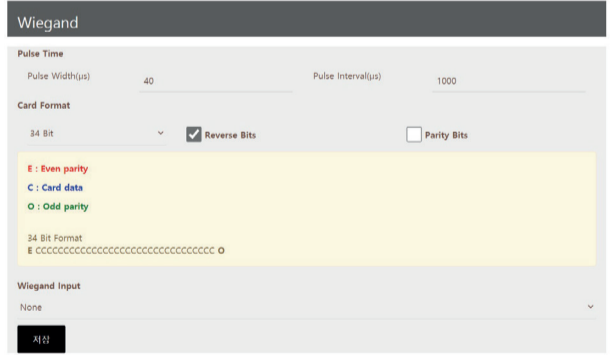 Wiegand
Pulse Time
Pulse Width(μs) 40 Pulse Interval(μs) 1000
Card Format
34 Bit Reverse Bits Parity Bits
E : Even parity
C : Card data
O : Odd parity
34 Bit Format
E CCCCCCCCCCCCCCCCCCCCCCCCCCCCCCCC O
Wiegand Input
None
저장